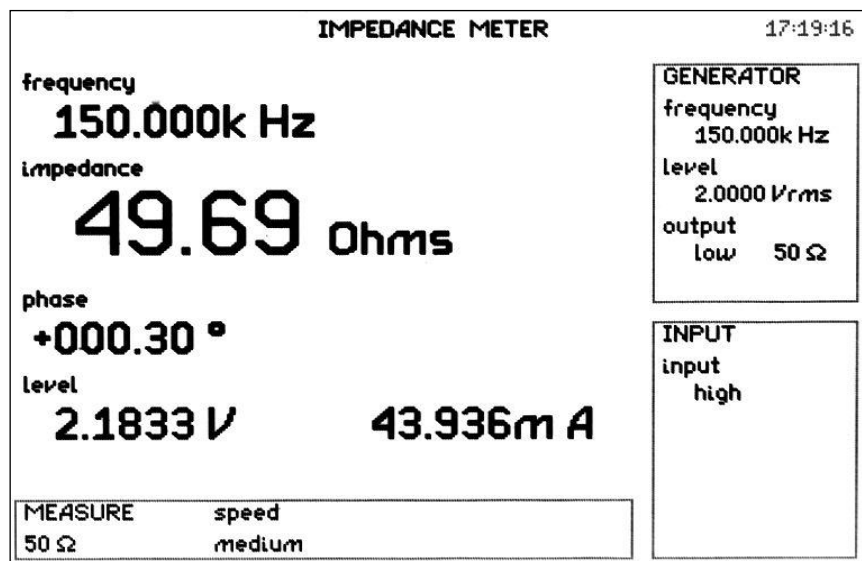 IMPEDANCE METER 17:19:16
frequency
150.000k Hz
impedance
49.69 Ohms
phase
+000.30 °
level
2.1833 V 43.936m A
MEASURE speed
50 Ω medium
GENERATOR
frequency
150.000k Hz
level
2.0000 Vrms
output
low 50 Ω
INPUT
input
high